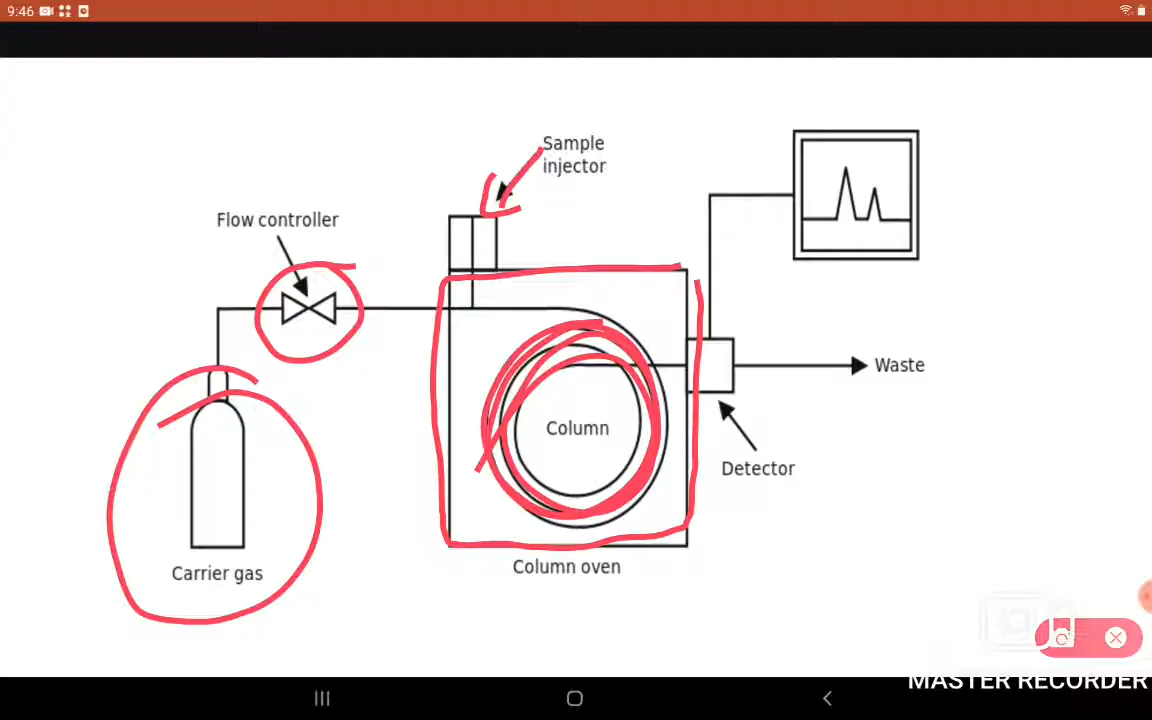 9:46
Sample
injector
Flow controller
Column
Waste
Detector
Column oven
Carrier gas
MASTER RECORDER